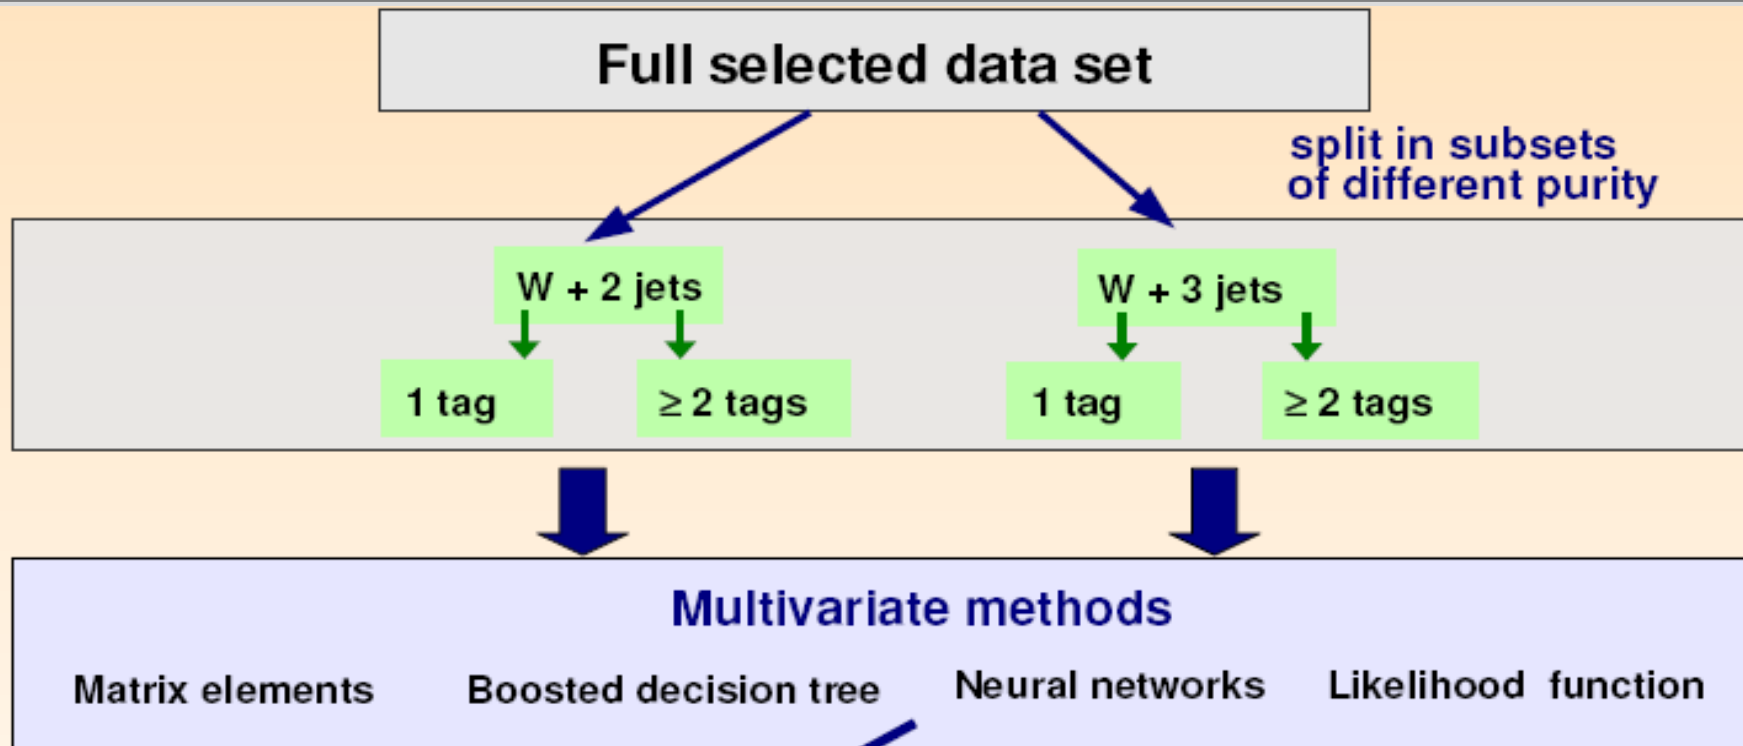 Full selected data set
split in subsets
of different purity
W + 2 jets
W + 3 jets
1 tag
≥ 2 tags
1 tag
≥ 2 tags
Multivariate methods
Matrix elements
Boosted decision tree
Neural networks
Likelihood function